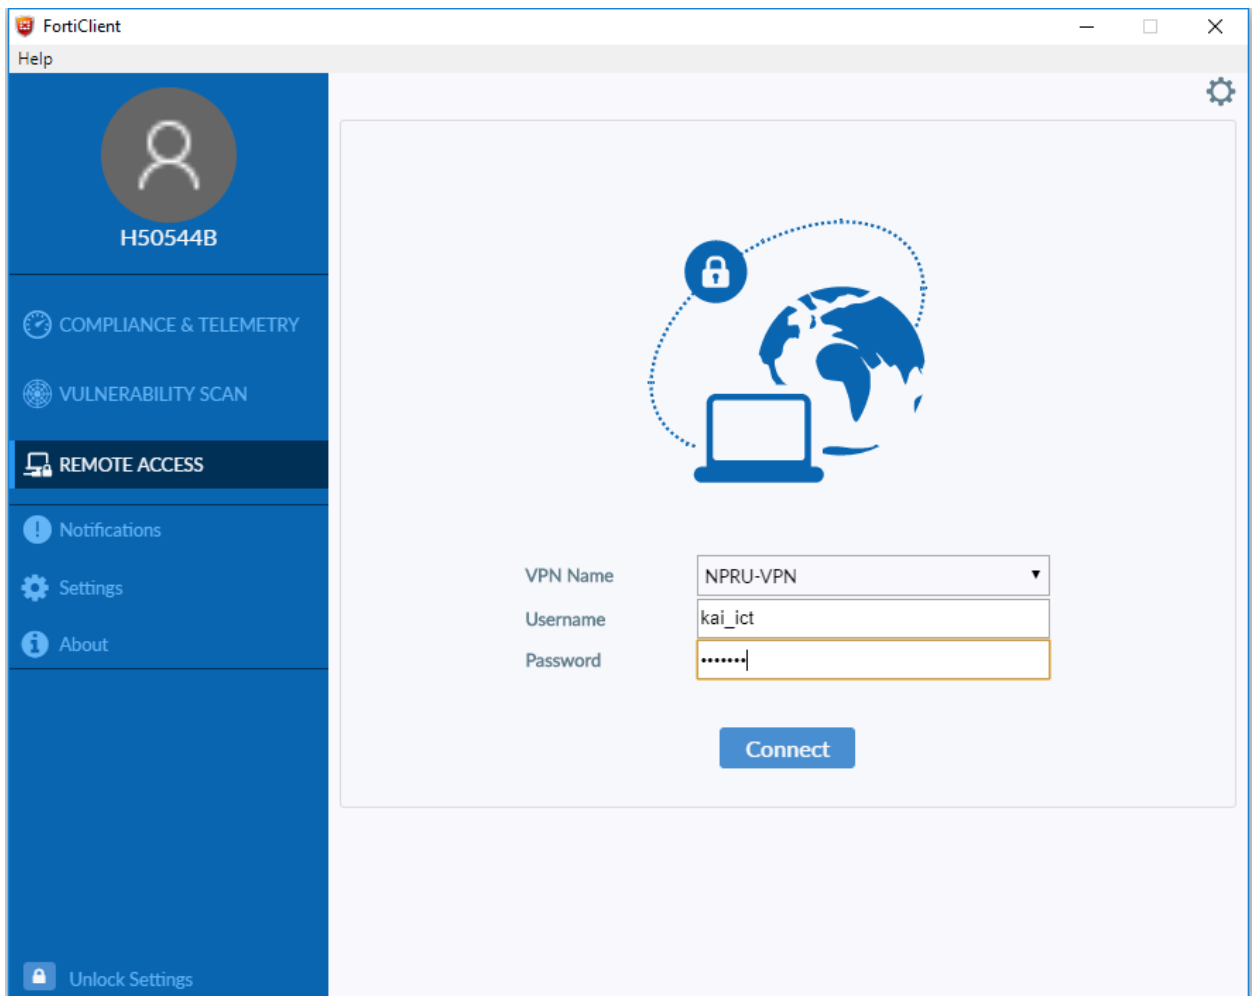 FortiClient
Help
H50544B
COMPLIANCE & TELEMETRY
VULNERABILITY SCAN
REMOTE ACCESS
Notifications
Settings
About
Unlock Settings
VPN Name NPRU-VPN
Username kai_ict
Password •••••••
Connect